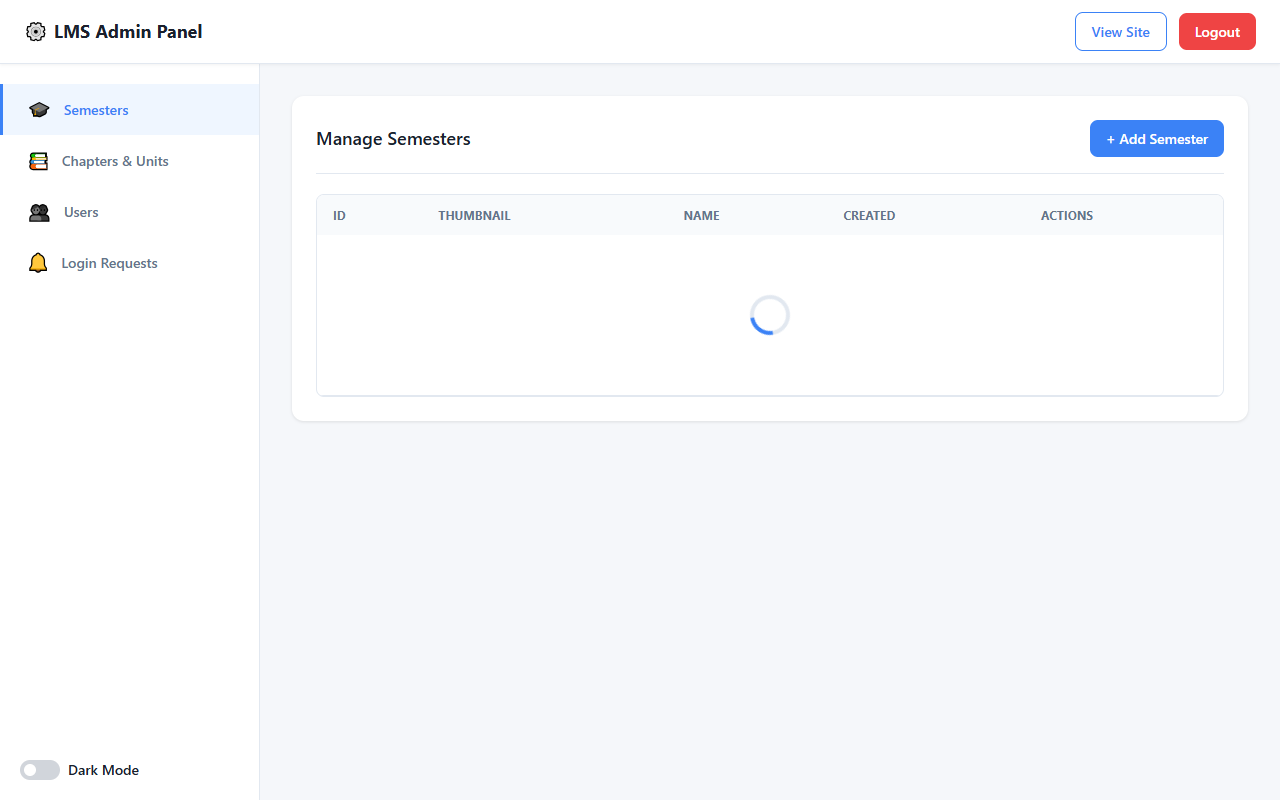 LMS Admin Panel
View Site
Logout
Semesters
Chapters & Units
Users
Login Requests
Dark Mode
Manage Semesters
+ Add Semester
ID THUMBNAIL NAME CREATED ACTIONS